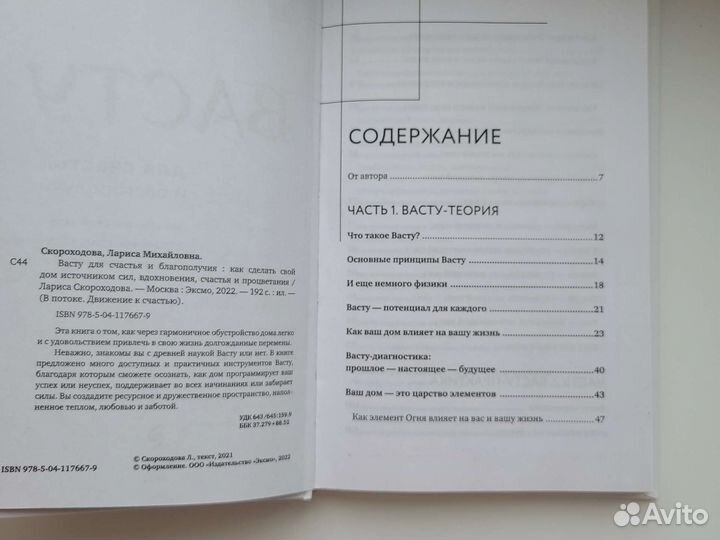 Скороходова, Лариса Михайловна.
С44 Васту для счастья и благополучия : как сделать свой
дом источником сил, вдохновения, счастья и процветания /
Лариса Скороходова. — Москва : Эксмо, 2022. — 192 с. : ил. —
(В потоке. Движение к счастью).
ISBN 978-5-04-117667-9
Эта книга о том, как через гармоничное обустройство дома легко
и с удовольствием привлечь в свою жизнь долгожданные перемены.
Неважно, знакомы вы с древней наукой Васту или нет. В книге
предложено много доступных и практичных инструментов Васту,
благодаря которым сможете осознать, как дом программирует ваш
успех или неуспех, поддерживает во всех начинаниях или забирает
силы. Вы создадите ресурсное и дружественное пространство, напол-
ненное теплом, любовью и заботой.
УДК 643/645:159.9
ББК 37.279+88.52
© Скороходова Л., текст, 2021
ISBN 978-5-04-117667-9 © Оформление. ООО «Издательство «Эксмо», 2022
СОДЕРЖАНИЕ
От автора 7
ЧАСТЬ 1. ВАСТУ-ТЕОРИЯ
Что такое Васту? 12
Основные принципы Васту 14
И еще немного физики 18
Васту — потенциал для каждого 21
Как ваш дом влияет на вашу жизнь 23
Васту-диагностика:
прошлое — настоящее — будущее 40
Ваш дом — это царство элементов 43
Как элемент Огня влияет на вас и вашу жизнь 47
Avito